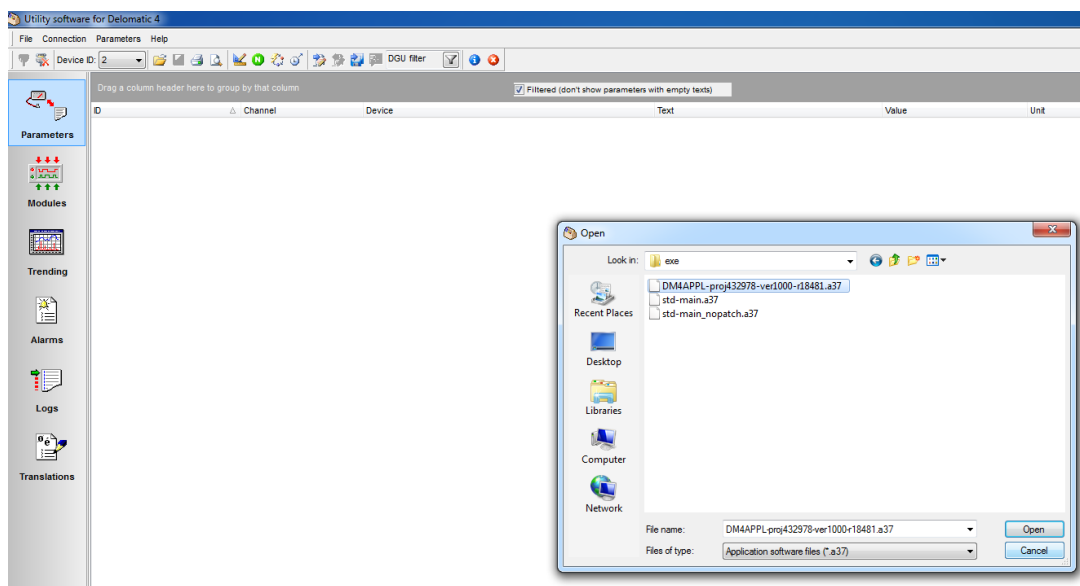 Utility software for Delomatic 4
File Connection Parameters Help
Device ID: 2 DGU filter
Drag a column header here to group by that column Filtered (don't show parameters with empty texts)
ID Channel Device Text Value Unit
Parameters
Modules
Trending
Alarms
Logs
Translations
Open
Look in: exe
DM4APPL-proj432978-ver1000-r18481.a37
std-main.a37
std-main_nopatch.a37
Recent Places
Desktop
Libraries
Computer
Network
File name: DM4APPL-proj432978-ver1000-r18481.a37 Open
Files of type: Application software files (*.a37) Cancel